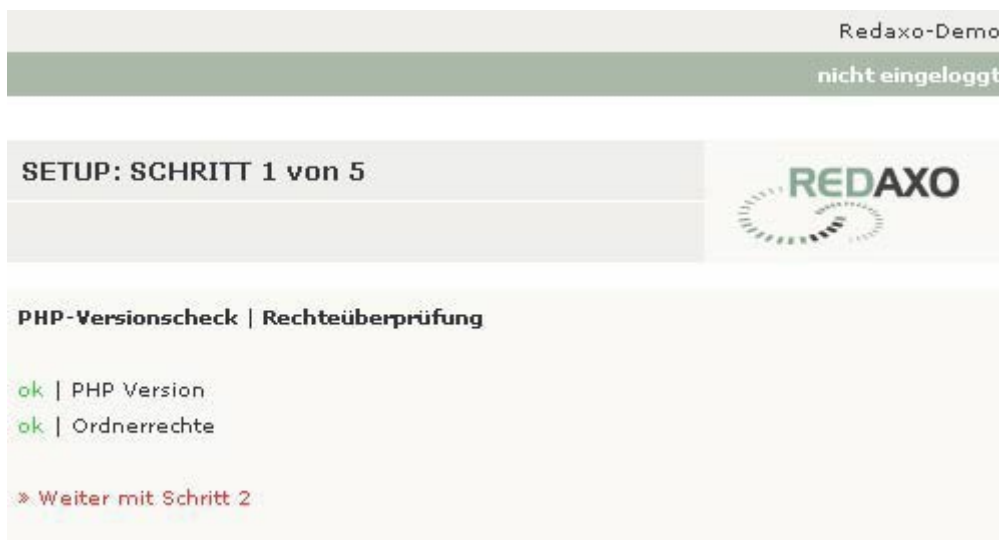 Redaxo-Demo
nicht eingeloggt
SETUP: SCHRITT 1 von 5
REDAXO
PHP-Versionscheck | Rechteüberprüfung
ok | PHP Version
ok | Ordnerrechte
» Weiter mit Schritt 2